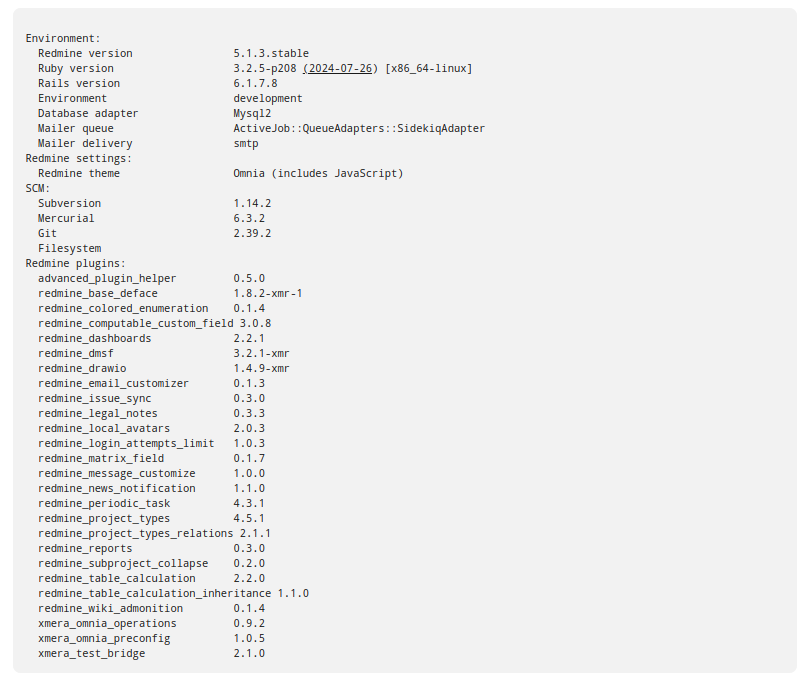 Environment:
  Redmine version                5.1.3.stable
  Ruby version                   3.2.5-p208 (2024-07-26) [x86_64-linux]
  Rails version                  6.1.7.8
  Environment                    development
  Database adapter               Mysql2
  Mailer queue                   ActiveJob::QueueAdapters::SidekiqAdapter
  Mailer delivery                smtp
Redmine settings:
  Redmine theme                  Omnia (includes JavaScript)
SCM:
  Subversion                     1.14.2
  Mercurial                      6.3.2
  Git                            2.39.2
  Filesystem
Redmine plugins:
  advanced_plugin_helper         0.5.0
  redmine_base_deface            1.8.2-xmr-1
  redmine_colored_enumeration    0.1.4
  redmine_computable_custom_field 3.0.8
  redmine_dashboards             2.2.1
  redmine_dmsf                   3.2.1-xmr
  redmine_drawio                 1.4.9-xmr
  redmine_email_customizer       0.1.3
  redmine_issue_sync             0.3.0
  redmine_legal_notes            0.3.3
  redmine_local_avatars          2.0.3
  redmine_login_attempts_limit   1.0.3
  redmine_matrix_field           0.1.7
  redmine_message_customize      1.0.0
  redmine_news_notification      1.1.0
  redmine_periodic_task          4.3.1
  redmine_project_types          4.5.1
  redmine_project_types_relations 2.1.1
  redmine_reports                0.3.0
  redmine_subproject_collapse    0.2.0
  redmine_table_calculation      2.2.0
  redmine_table_calculation_inheritance 1.1.0
  redmine_wiki_admonition        0.1.4
  xmera_omnia_operations         0.9.2
  xmera_omnia_preconfig          1.0.5
  xmera_test_bridge              2.1.0